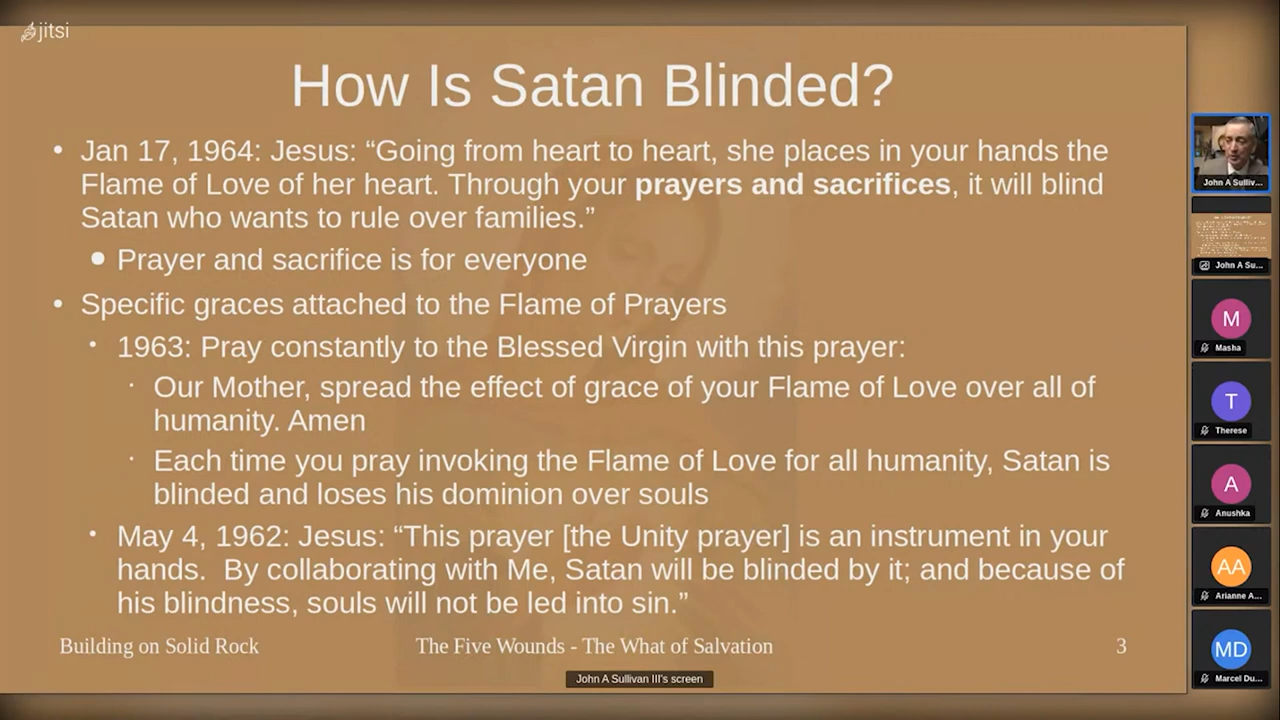 jitsi
How Is Satan Blinded?
• Jan 17, 1964: Jesus: “Going from heart to heart, she places in your hands the
Flame of Love of her heart. Through your prayers and sacrifices, it will blind
Satan who wants to rule over families.”
● Prayer and sacrifice is for everyone
• Specific graces attached to the Flame of Prayers
• 1963: Pray constantly to the Blessed Virgin with this prayer:
· Our Mother, spread the effect of grace of your Flame of Love over all of
humanity. Amen
· Each time you pray invoking the Flame of Love for all humanity, Satan is
blinded and loses his dominion over souls
• May 4, 1962: Jesus: “This prayer [the Unity prayer] is an instrument in your
hands.  By collaborating with Me, Satan will be blinded by it; and because of
his blindness, souls will not be led into sin.”
Building on Solid Rock
The Five Wounds - The What of Salvation
3
John A Sullivan III's screen
John A Sulliv...
John A Su...
M
Masha
T
Therese
A
Anushka
AA
Arianne A...
MD
Marcel Du...